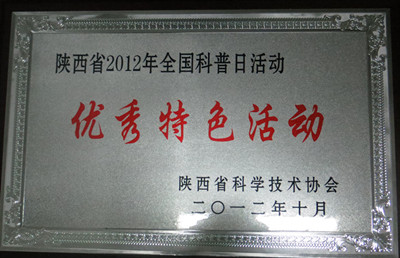 陕西省2012年全国科普日活动
优秀特色活动
陕西省科学技术协会
二〇一二年十月